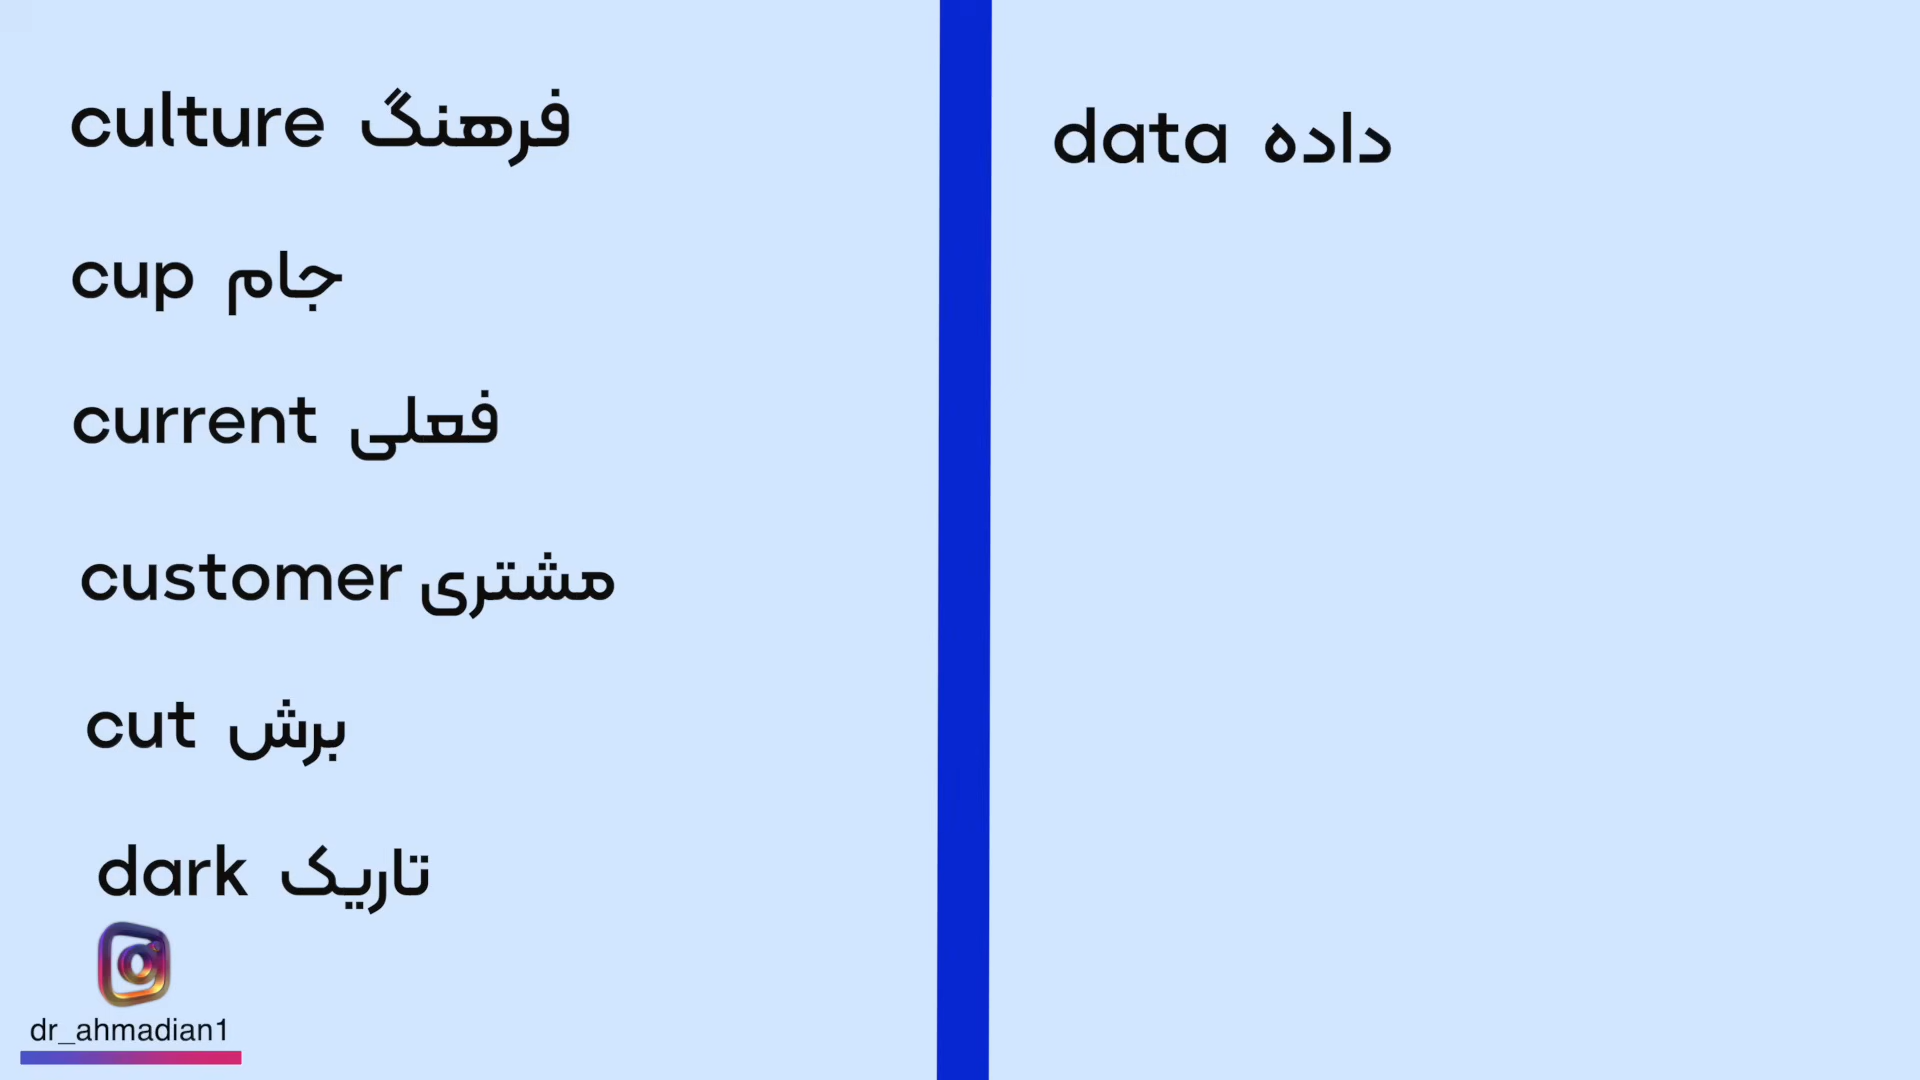 culture فرهنگ
cup جام
current فعلی
customer مشتری
cut برش
dark تاریک
dr_ahmadian1
data داده